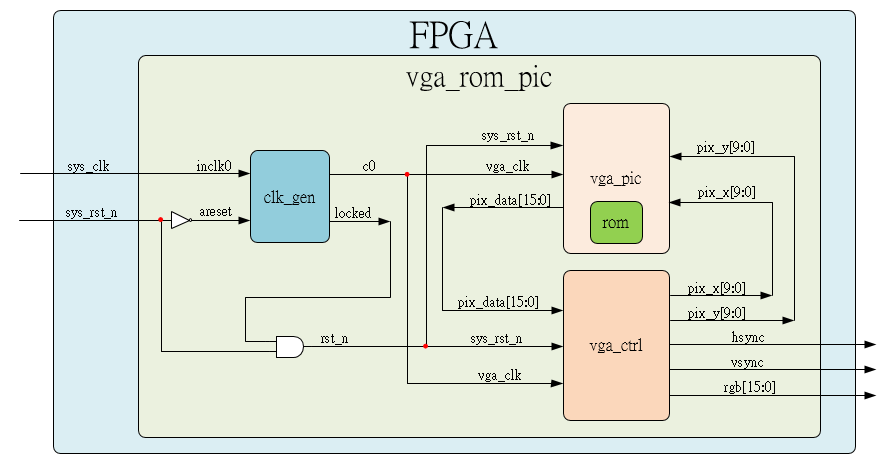 FPGA
vga_rom_pic
sys_clk
inclk0
sys_rst_n
areset
clk_gen
c0
locked
rst_n
sys_rst_n
vga_clk
pix_data[15:0]
vga_pic
rom
pix_y[9:0]
pix_x[9:0]
pix_data[15:0]
sys_rst_n
vga_clk
vga_ctrl
pix_x[9:0]
pix_y[9:0]
hsync
vsync
rgb[15:0]